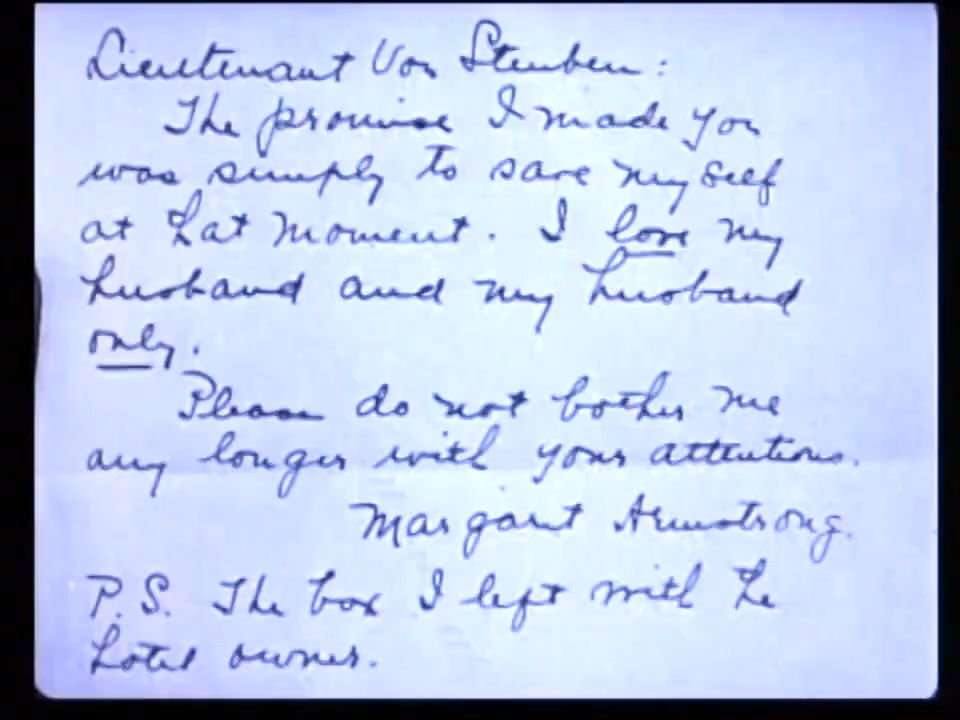 Lieutenant Von Steuben:
The promise I made you
was simply to save myself
at that moment. I love my
husband and my husband
only.
Please do not bother me
any longer with your attentions.
Margaret Armstrong.
P.S. The box I left with the
hotel owner.